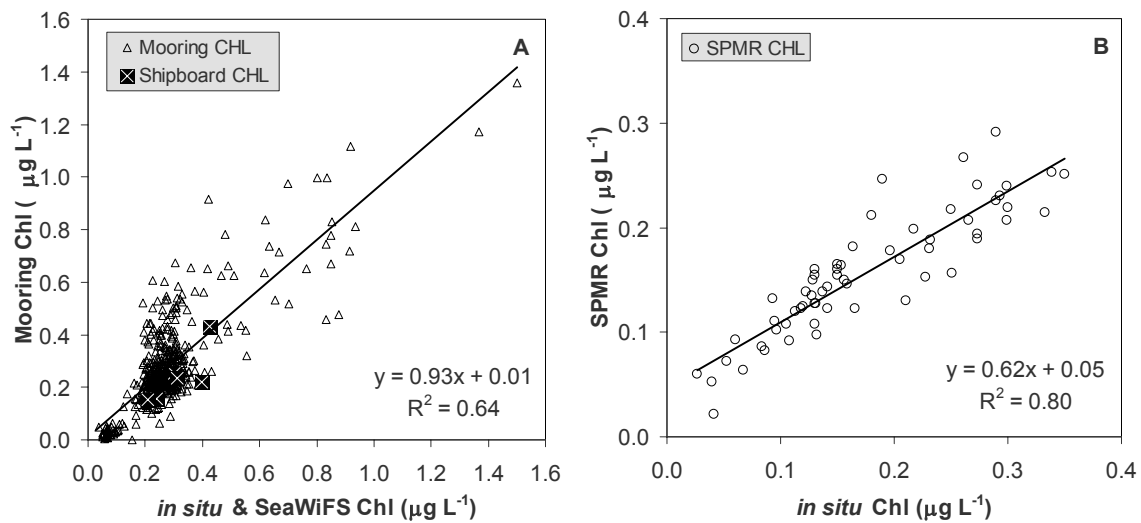 A
Mooring CHL
Shipboard CHL
1.6
1.4
1.2
1.0
0.8
0.6
0.4
0.2
0.0
Mooring Chl ( μg L-1)
y = 0.93x + 0.01
R2 = 0.64
0.0 0.2 0.4 0.6 0.8 1.0 1.2 1.4 1.6
in situ & SeaWiFS Chl (μg L-1)
B
SPMR CHL
0.4
0.3
0.2
0.1
0.0
SPMR Chl ( μg L-1)
y = 0.62x + 0.05
R2 = 0.80
0.0 0.1 0.2 0.3 0.4
in situ Chl (μg L-1)